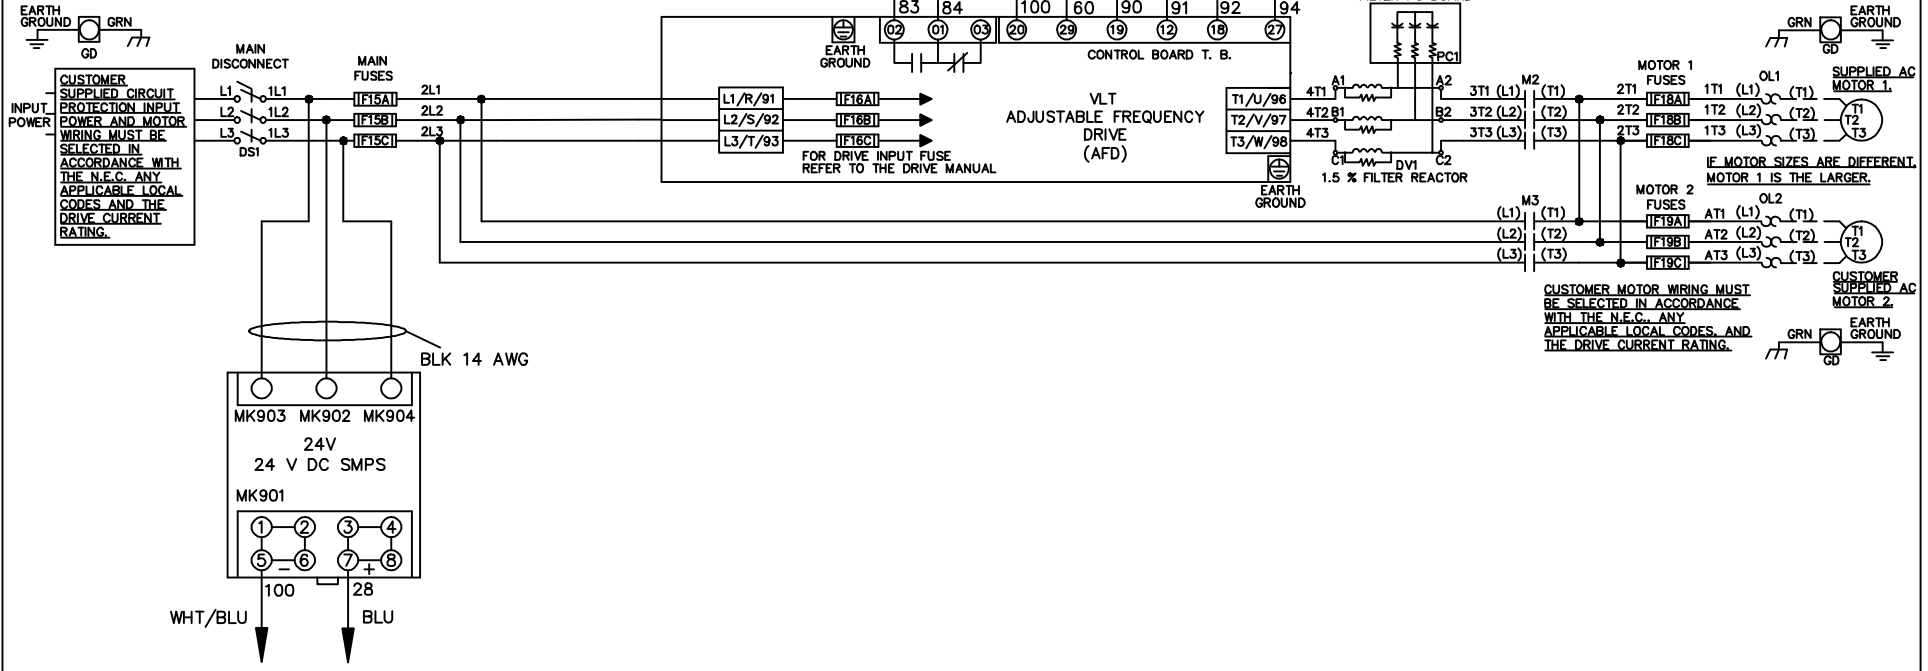 83 84 100 60 90 91 92 94
EARTH
GROUND GRN
GD
02 01 03 20 29 19 12 18 27
EARTH
GROUND
CONTROL BOARD T. B.
PC1
EARTH
GRN GROUND
GD
MAIN
DISCONNECT
MAIN
FUSES
CUSTOMER
SUPPLIED CIRCUIT
PROTECTION INPUT
POWER AND MOTOR
WIRING MUST BE
SELECTED IN
ACCORDANCE WITH
THE N.E.C. ANY
APPLICABLE LOCAL
CODES AND THE
DRIVE CURRENT
RATING.
INPUT
POWER
L1 1L1 F15A 2L1
L2 1L2 F15B 2L2
L3 1L3 F15C 2L3
DS1
L1/R/91 F16A
L2/S/92 F16B
L3/T/93 F16C
FOR DRIVE INPUT FUSE
REFER TO THE DRIVE MANUAL
VLT
ADJUSTABLE FREQUENCY
DRIVE
(AFD)
T1/U/96 4T1 A1 A2
T2/V/97 4T2 B1 B2
T3/W/98 4T3 C1 C2
EARTH
GROUND
DV1
1.5 % FILTER REACTOR
M2
MOTOR 1
FUSES
OL1
SUPPLIED AC
MOTOR 1.
3T1 (L1) (T1) 2T1 F18A 1T1 (L1) (T1) T1
3T2 (L2) (T2) 2T2 F18B 1T2 (L2) (T2) T2
3T3 (L3) (T3) 2T3 F18C 1T3 (L3) (T3) T3
IF MOTOR SIZES ARE DIFFERENT,
MOTOR 1 IS THE LARGER.
M3
MOTOR 2
FUSES
OL2
(L1) (T1) F19A AT1 (L1) (T1) T1
(L2) (T2) F19B AT2 (L2) (T2) T2
(L3) (T3) F19C AT3 (L3) (T3) T3
CUSTOMER
SUPPLIED AC
MOTOR 2.
CUSTOMER MOTOR WIRING MUST
BE SELECTED IN ACCORDANCE
WITH THE N.E.C., ANY
APPLICABLE LOCAL CODES, AND
THE DRIVE CURRENT RATING.
EARTH
GRN GROUND
GD
BLK 14 AWG
MK903 MK902 MK904
24V
24 V DC SMPS
MK901
1 2 3 4
5 6 7 8
− +
100 28
WHT/BLU BLU